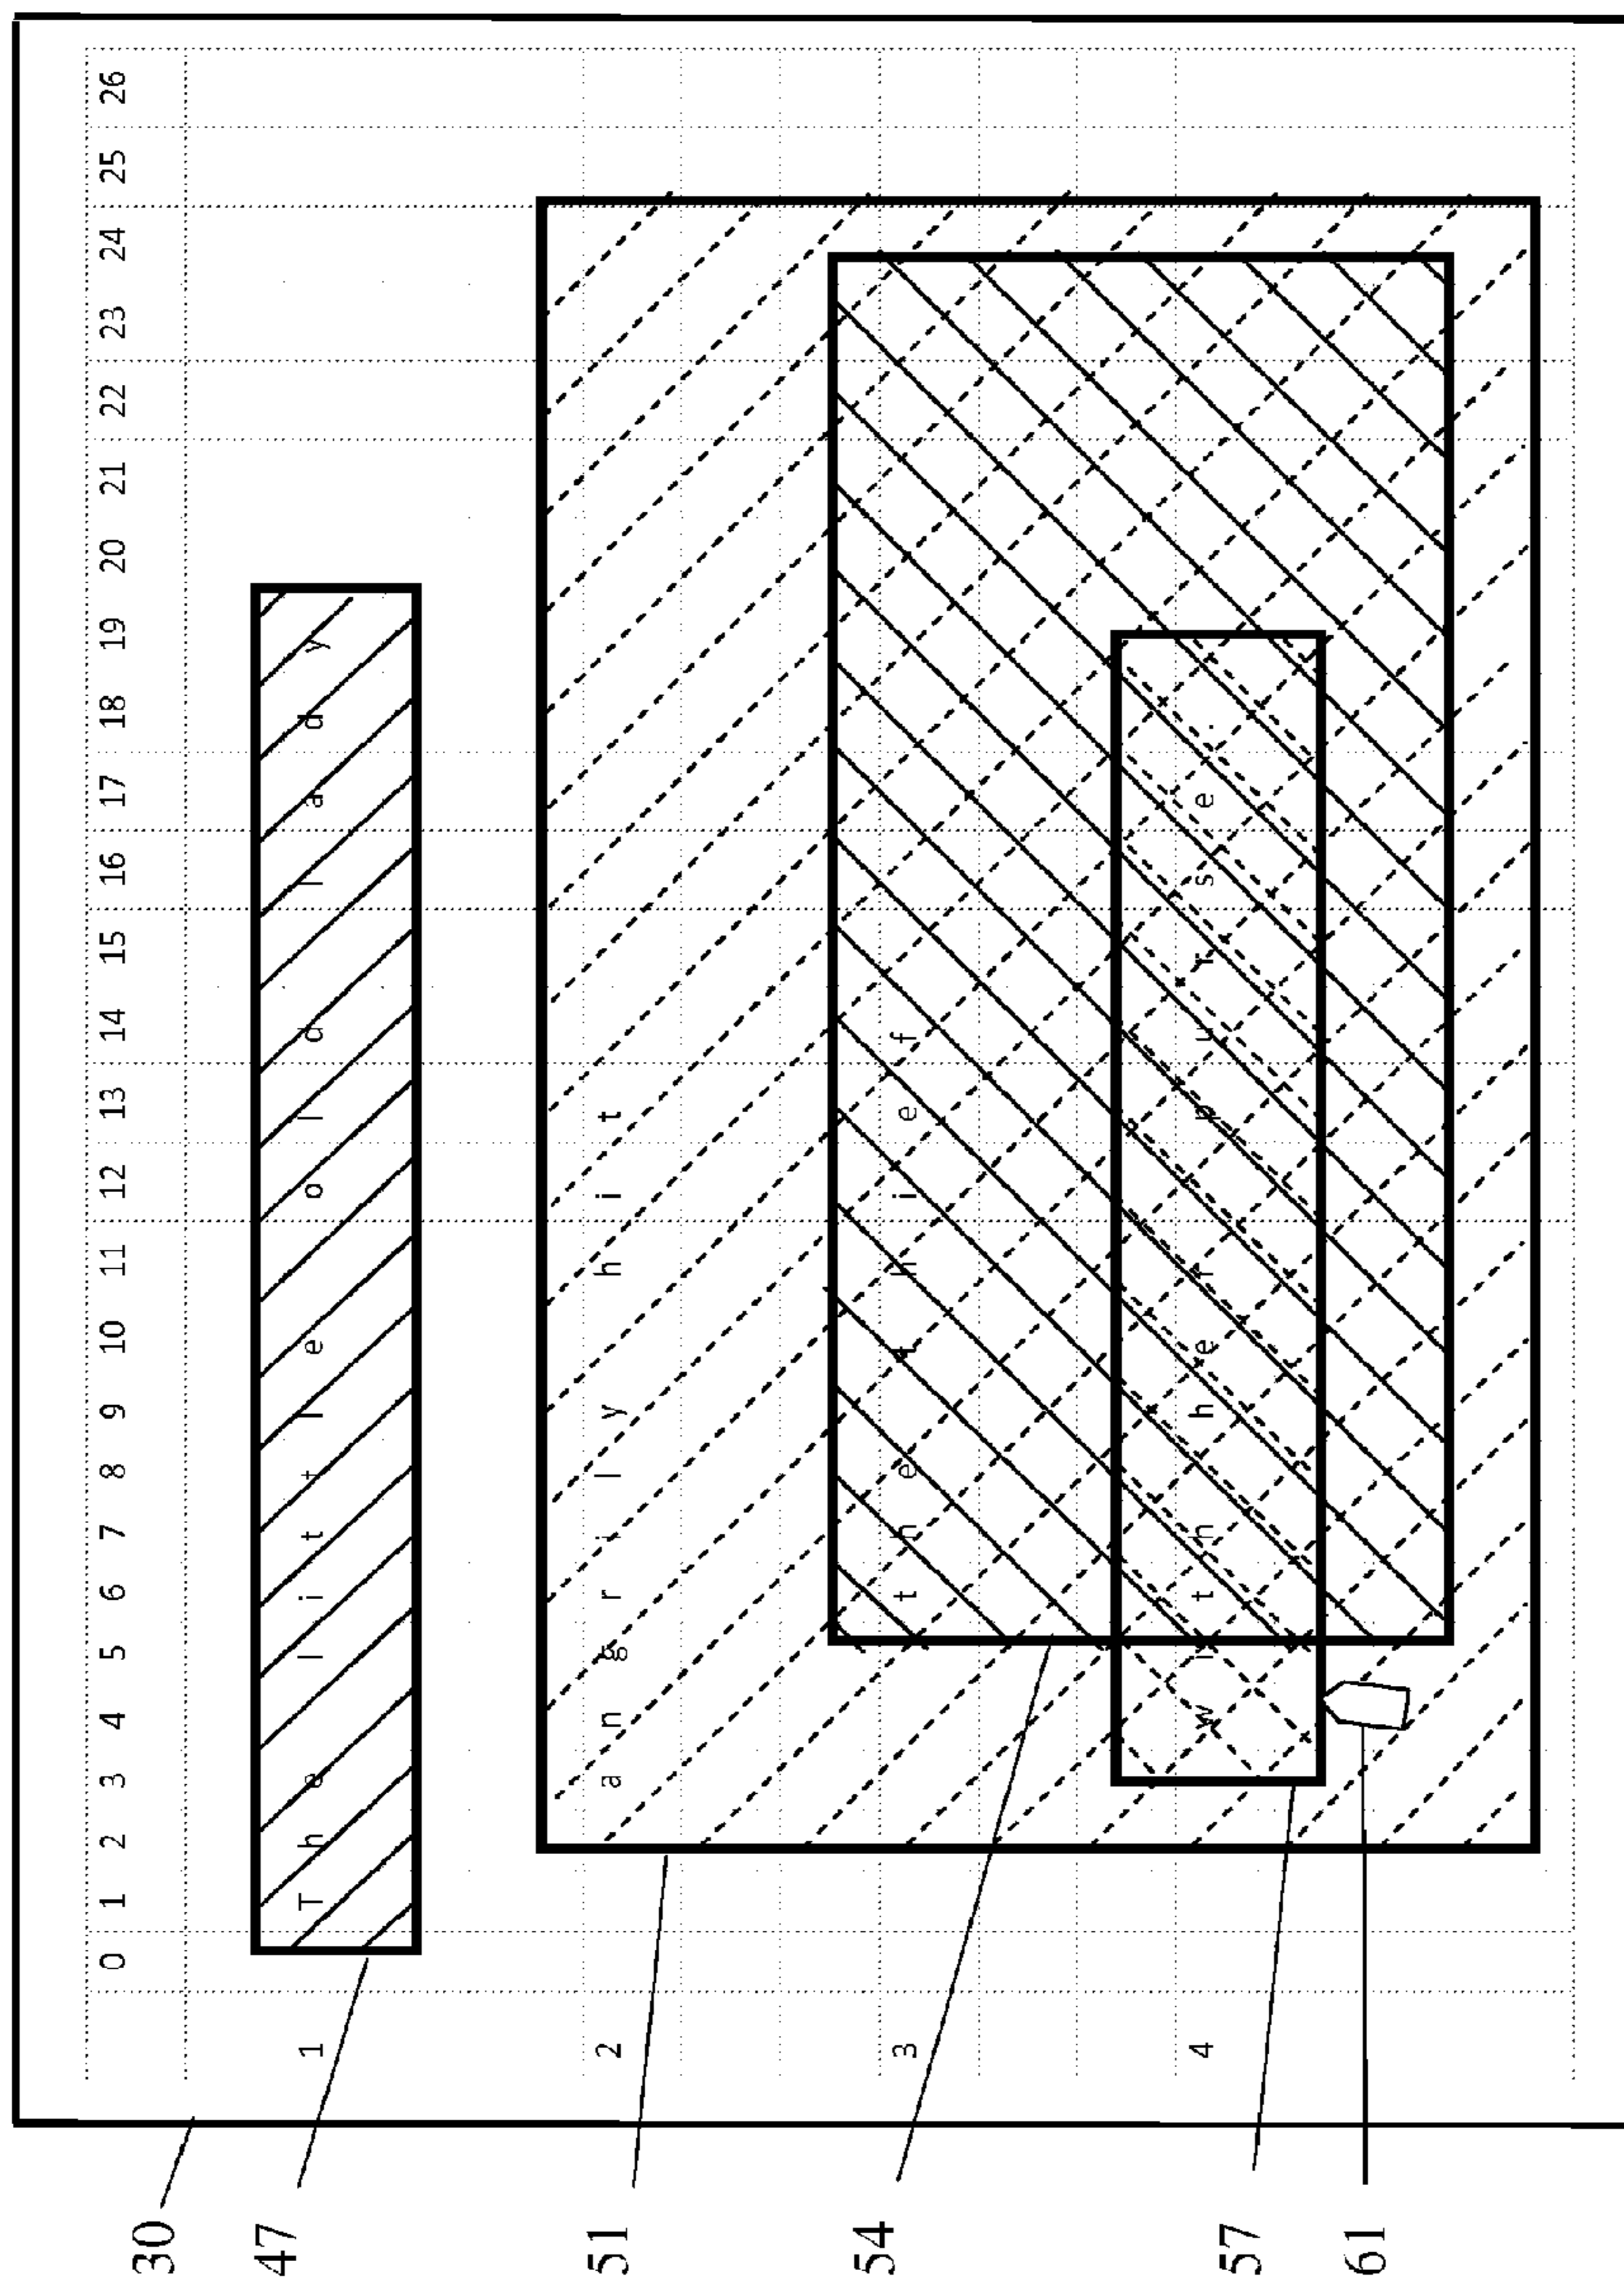 30
0 1 2 3 4 5 6 7 8 9 10 11 12 13 14 15 16 17 18 19 20 21 22 23 24 25 26
47 1 The little old lady
51 2 angrily hit
54 3 the thief
57 4 with her purse.
61